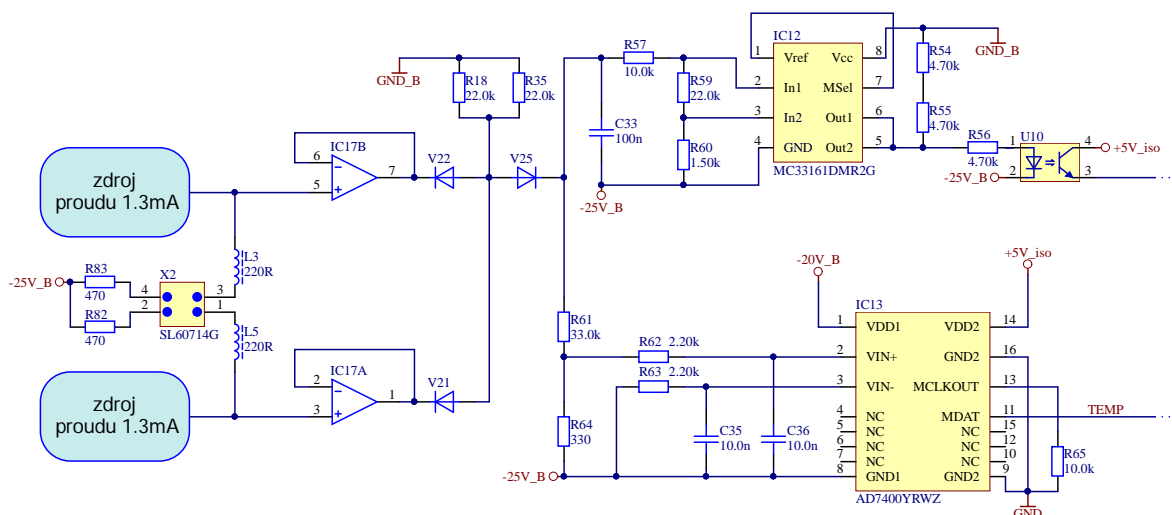 zdroj
proudu 1.3mA
zdroj
proudu 1.3mA
-25V_B
R83
470
R82
470
X2
4
2
3
1
SL60714G
L3
220R
L5
220R
IC17B
6
5
7
IC17A
2
3
1
V22
V25
V21
GND_B
R18
22.0k
R35
22.0k
C33
100n
-25V_B
R57
10.0k
R59
22.0k
R60
1.50k
IC12
1
2
3
4
Vref
In1
In2
GND
Vcc
MSel
Out1
Out2
8
7
6
5
MC33161DMR2G
GND_B
R54
4.70k
R55
4.70k
R56
4.70k
U10
1
2
4
3
-25V_B
+5V_iso
R61
33.0k
R62 2.20k
R63 2.20k
R64
330
-25V_B
C35
10.0n
C36
10.0n
-20V_B
+5V_iso
IC13
1
2
3
4
5
6
7
8
VDD1
VIN+
VIN-
NC
NC
NC
NC
GND1
VDD2
GND2
MCLKOUT
MDAT
NC
NC
NC
GND2
14
16
13
11
15
12
10
9
AD7400YRWZ
TEMP
R65
10.0k
GND